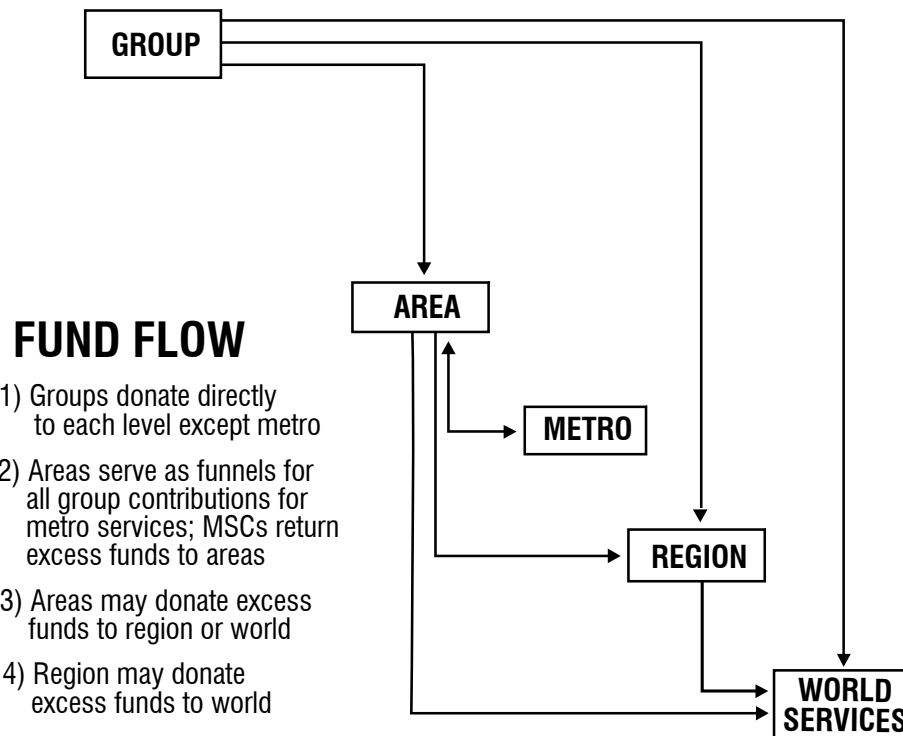 GROUP
AREA
FUND FLOW
1) Groups donate directly
to each level except metro
METRO
2) Areas serve as funnels for
all group contributions for
metro services; MSCs return
excess funds to areas
REGION
3) Areas may donate excess
funds to region or world
4) Region may donate
excess funds to world
WORLD
SERVICES